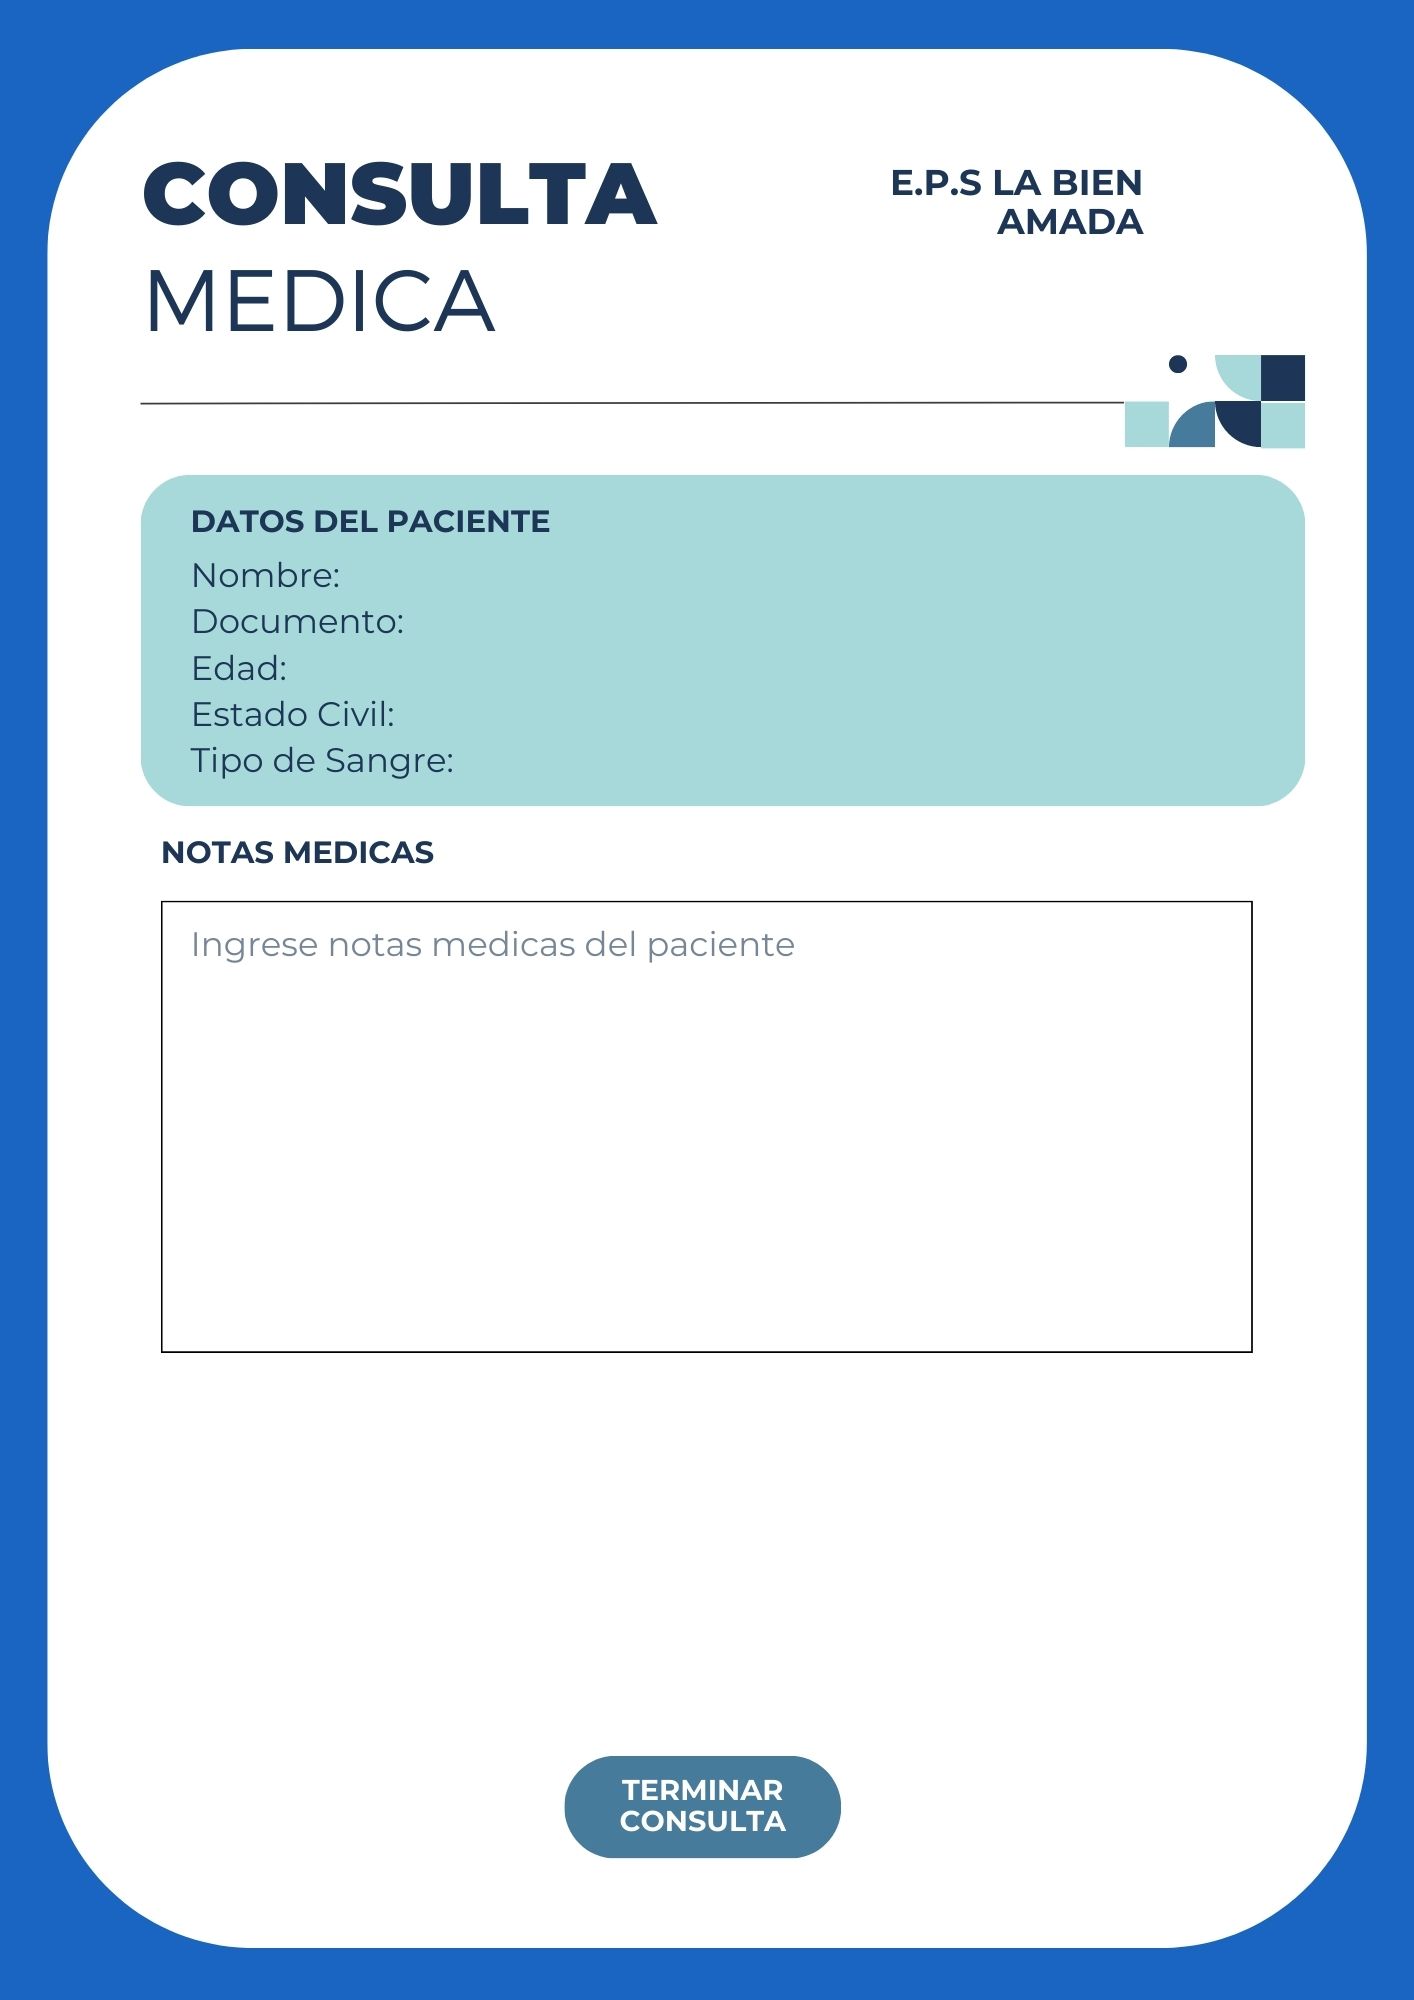 CONSULTA
MEDICA
E.P.S LA BIEN
AMADA
DATOS DEL PACIENTE
Nombre:
Documento:
Edad:
Estado Civil:
Tipo de Sangre:
NOTAS MEDICAS
Ingrese notas medicas del paciente
TERMINAR
CONSULTA